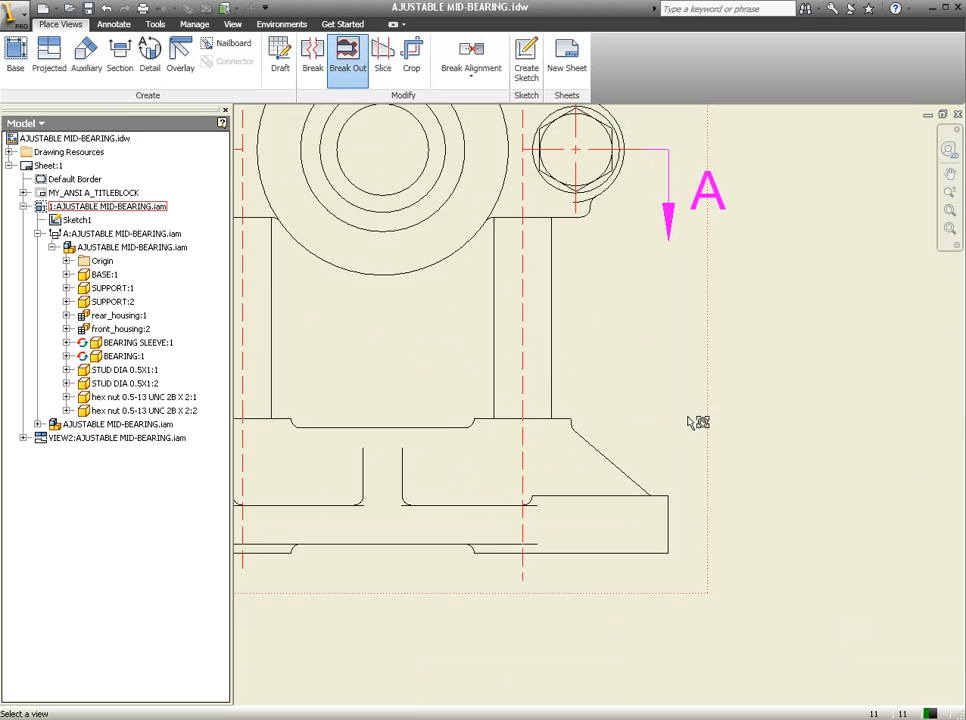 AJUSTABLE MID-BEARING.idw
Type a keyword or phrase
PRO
Place Views
Annotate
Tools
Manage
View
Environments
Get Started
Base
Projected
Auxiliary
Section
Detail
Overlay
Nailboard
Connector
Draft
Break
Break Out
Slice
Crop
Break Alignment
Create
Sketch
New Sheet
Create
Modify
Sketch
Sheets
Model
AJUSTABLE MID-BEARING.idw
Drawing Resources
Sheet:1
Default Border
MY_ANSI A_TITLEBLOCK
1:AJUSTABLE MID-BEARING.iam
Sketch1
A:AJUSTABLE MID-BEARING.iam
AJUSTABLE MID-BEARING.iam
Origin
BASE:1
SUPPORT:1
SUPPORT:2
rear_housing:1
front_housing:2
BEARING SLEEVE:1
BEARING:1
STUD DIA 0.5X1:1
STUD DIA 0.5X1:2
hex nut 0.5-13 UNC 2B X 2:1
hex nut 0.5-13 UNC 2B X 2:2
AJUSTABLE MID-BEARING.iam
VIEW2:AJUSTABLE MID-BEARING.iam
A
Select a view
11
11